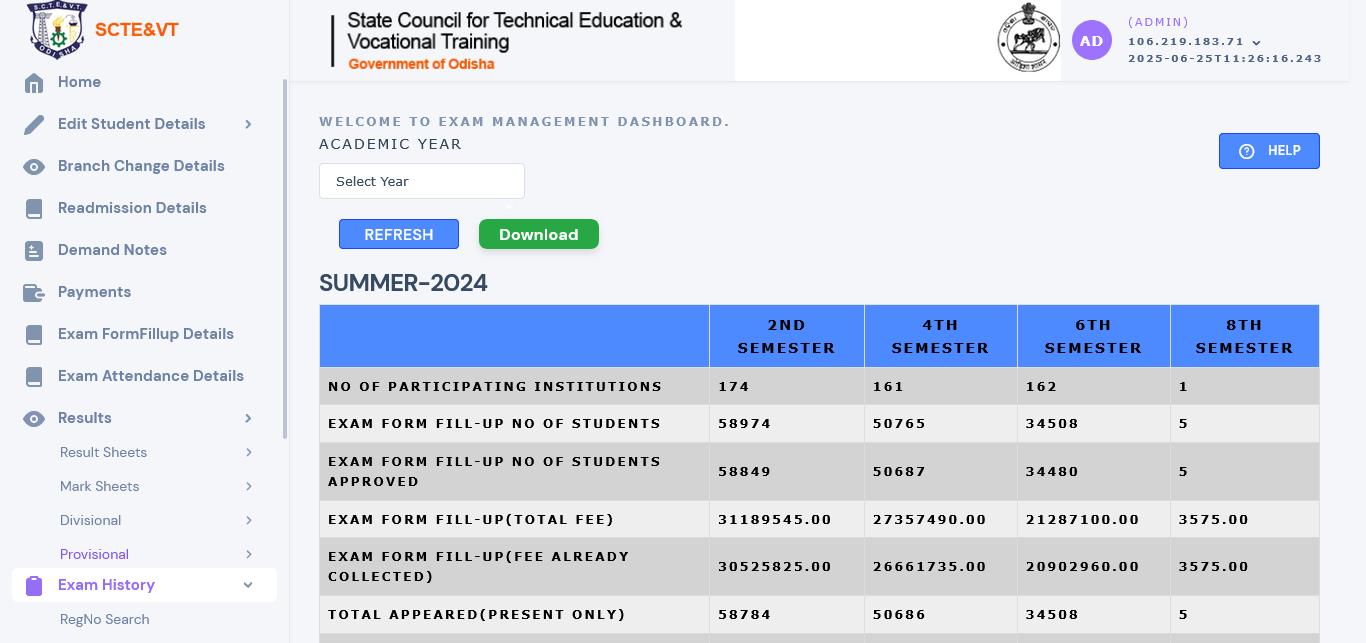 S.C.T.E.&V.T.
ODISHA
SCTE&VT
Home
Edit Student Details
Branch Change Details
Readmission Details
Demand Notes
Payments
Exam FormFillup Details
Exam Attendance Details
Results
Result Sheets
Mark Sheets
Divisional
Provisional
Exam History
RegNo Search
State Council for Technical Education &
Vocational Training
Government of Odisha
AD
(ADMIN)
106.219.183.71
2025-06-25T11:26:16.243
WELCOME TO EXAM MANAGEMENT DASHBOARD.
ACADEMIC YEAR
Select Year
HELP
REFRESH Download
SUMMER-2024
2ND SEMESTER 4TH SEMESTER 6TH SEMESTER 8TH SEMESTER
NO OF PARTICIPATING INSTITUTIONS 174 161 162 1
EXAM FORM FILL-UP NO OF STUDENTS 58974 50765 34508 5
EXAM FORM FILL-UP NO OF STUDENTS APPROVED 58849 50687 34480 5
EXAM FORM FILL-UP(TOTAL FEE) 31189545.00 27357490.00 21287100.00 3575.00
EXAM FORM FILL-UP(FEE ALREADY COLLECTED) 30525825.00 26661735.00 20902960.00 3575.00
TOTAL APPEARED(PRESENT ONLY) 58784 50686 34508 5